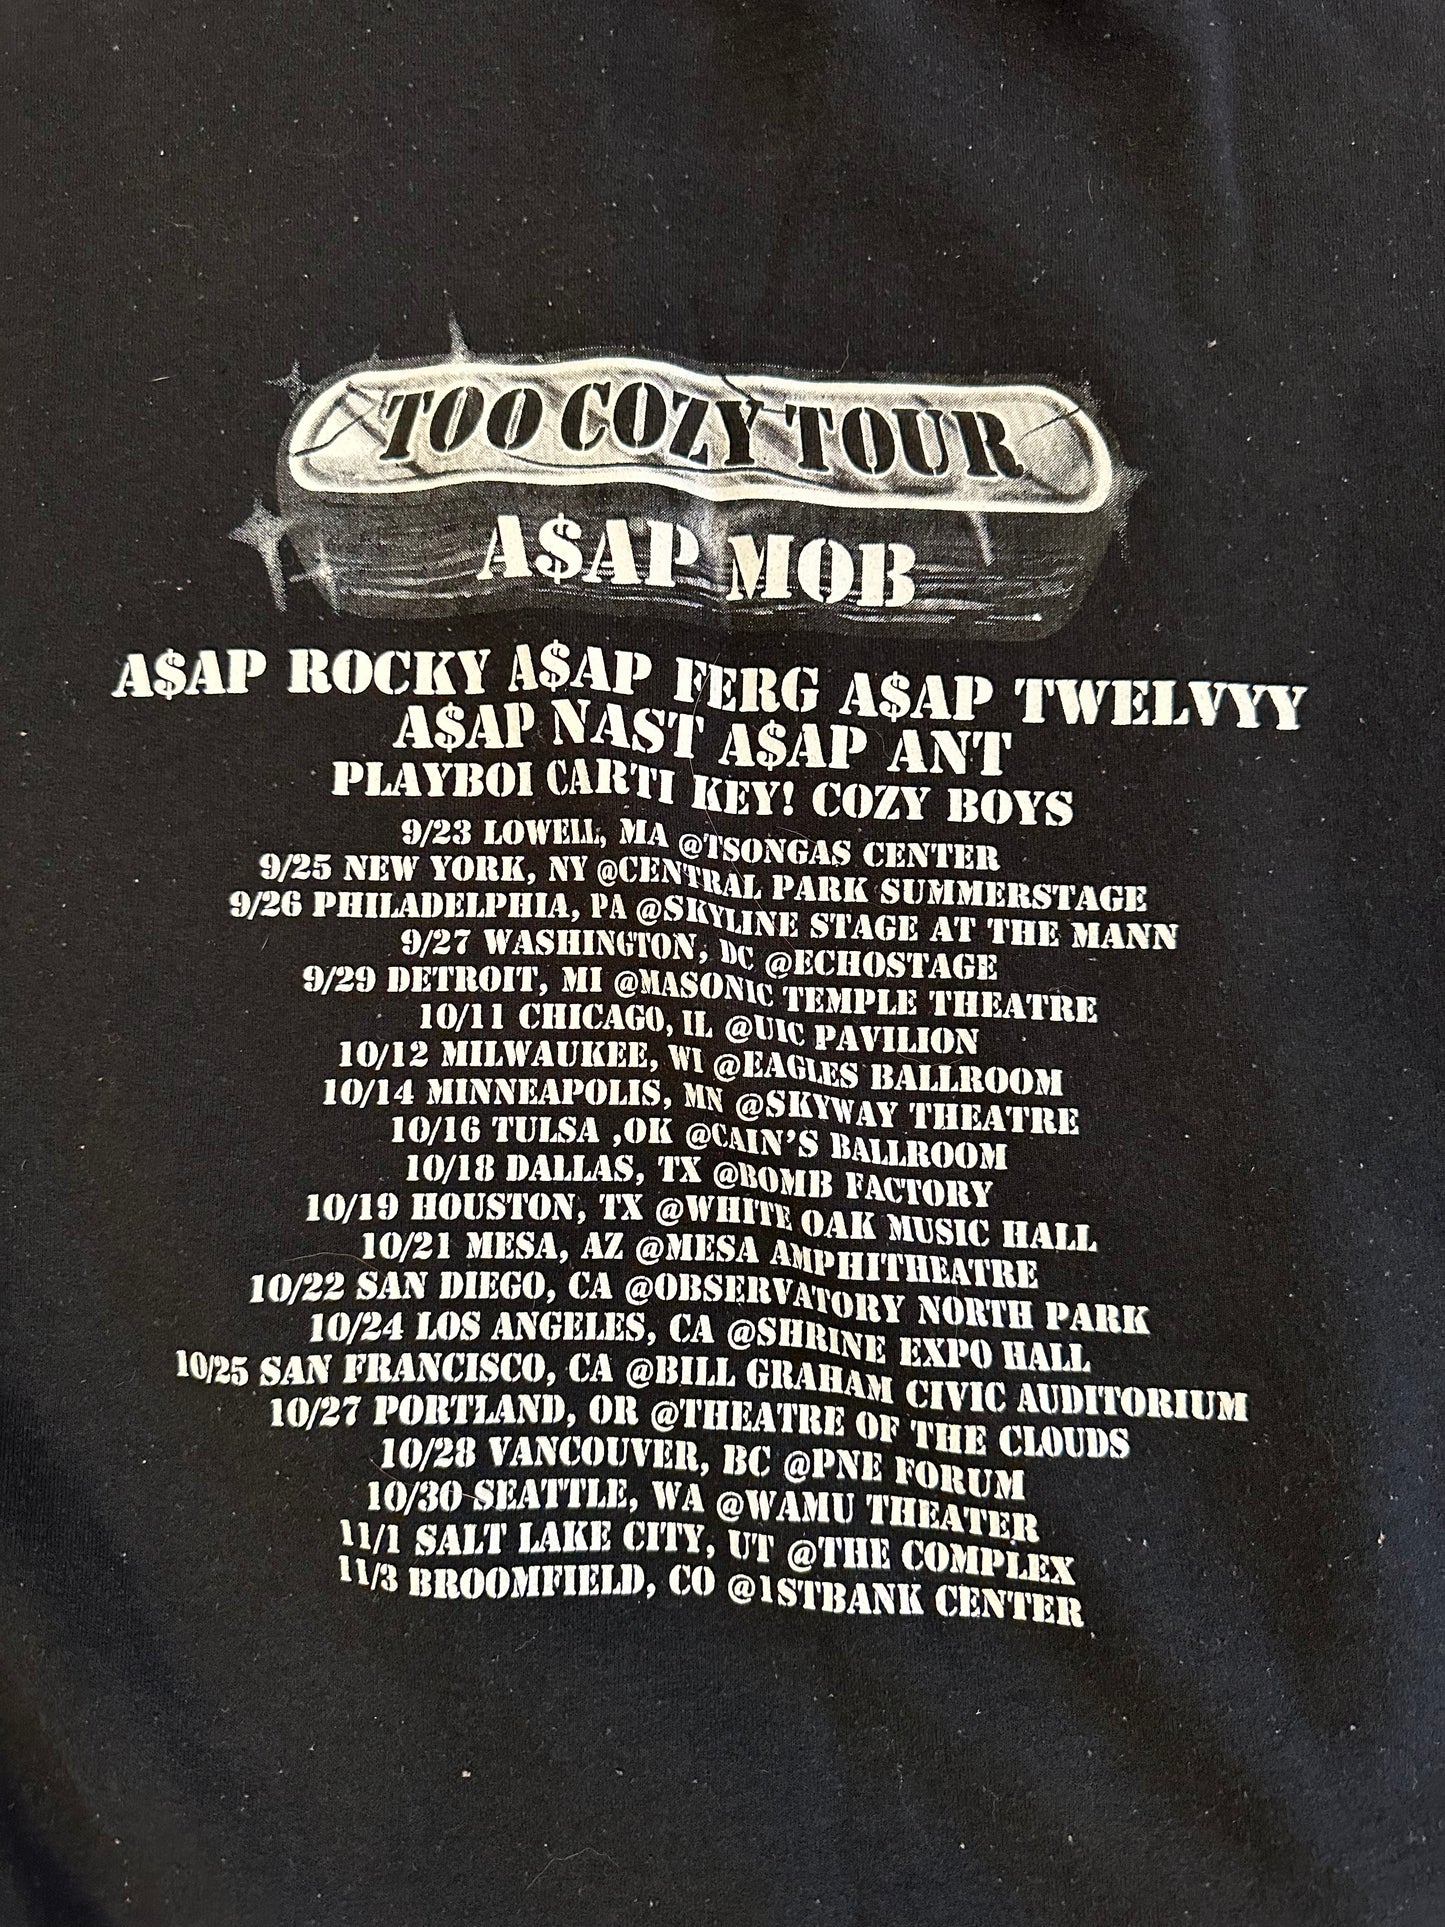 TOO COZY TOUR
A$AP MOB
A$AP ROCKY A$AP FERG A$AP TWELVYY
A$AP NAST A$AP ANT
PLAYBOI CARTI KEY! COZY BOYS
9/23 LOWELL, MA @TSONGAS CENTER
9/25 NEW YORK, NY @CENTRAL PARK SUMMERSTAGE
9/26 PHILADELPHIA, PA @SKYLINE STAGE AT THE MANN
9/27 WASHINGTON, DC @ECHOSTAGE
9/29 DETROIT, MI @MASONIC TEMPLE THEATRE
10/11 CHICAGO, IL @UIC PAVILION
10/12 MILWAUKEE, WI @EAGLES BALLROOM
10/14 MINNEAPOLIS, MN @SKYWAY THEATRE
10/16 TULSA ,OK @CAIN'S BALLROOM
10/18 DALLAS, TX @BOMB FACTORY
10/19 HOUSTON, TX @WHITE OAK MUSIC HALL
10/21 MESA, AZ @MESA AMPHITHEATRE
10/22 SAN DIEGO, CA @OBSERVATORY NORTH PARK
10/24 LOS ANGELES, CA @SHRINE EXPO HALL
10/25 SAN FRANCISCO, CA @BILL GRAHAM CIVIC AUDITORIUM
10/27 PORTLAND, OR @THEATRE OF THE CLOUDS
10/28 VANCOUVER, BC @PNE FORUM
10/30 SEATTLE, WA @WAMU THEATER
11/1 SALT LAKE CITY, UT @THE COMPLEX
11/3 BROOMFIELD, CO @1STBANK CENTER